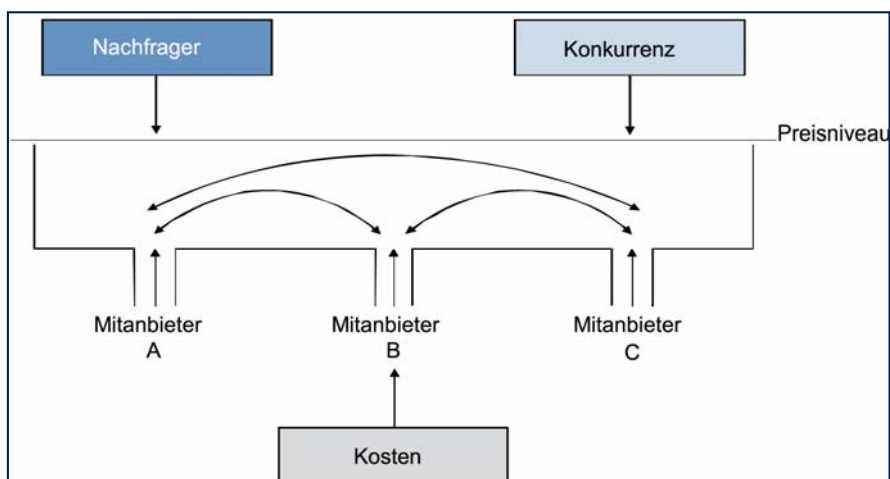 Nachfrager
Konkurrenz
Preisniveau
Mitanbieter
A
Mitanbieter
B
Mitanbieter
C
Kosten